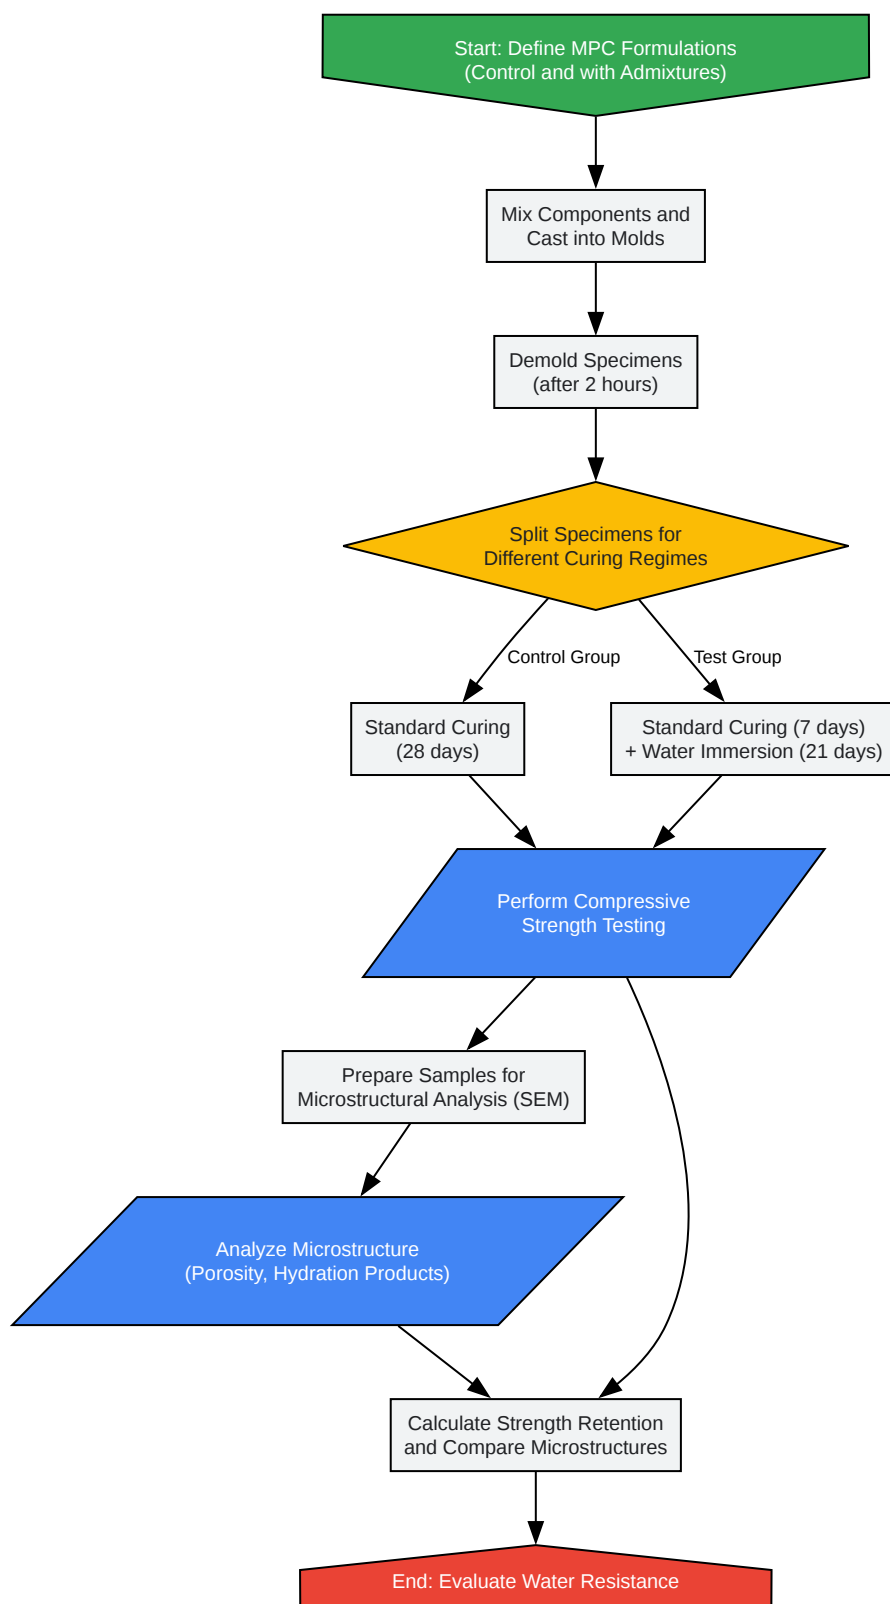 Start: Define MPC Formulations
(Control and with Admixtures)
Mix Components and
Cast into Molds
Demold Specimens
(after 2 hours)
Split Specimens for
Different Curing Regimes
Control Group
Test Group
Standard Curing
(28 days)
Standard Curing (7 days)
+ Water Immersion (21 days)
Perform Compressive
Strength Testing
Prepare Samples for
Microstructural Analysis (SEM)
Analyze Microstructure
(Porosity, Hydration Products)
Calculate Strength Retention
and Compare Microstructures
End: Evaluate Water Resistance